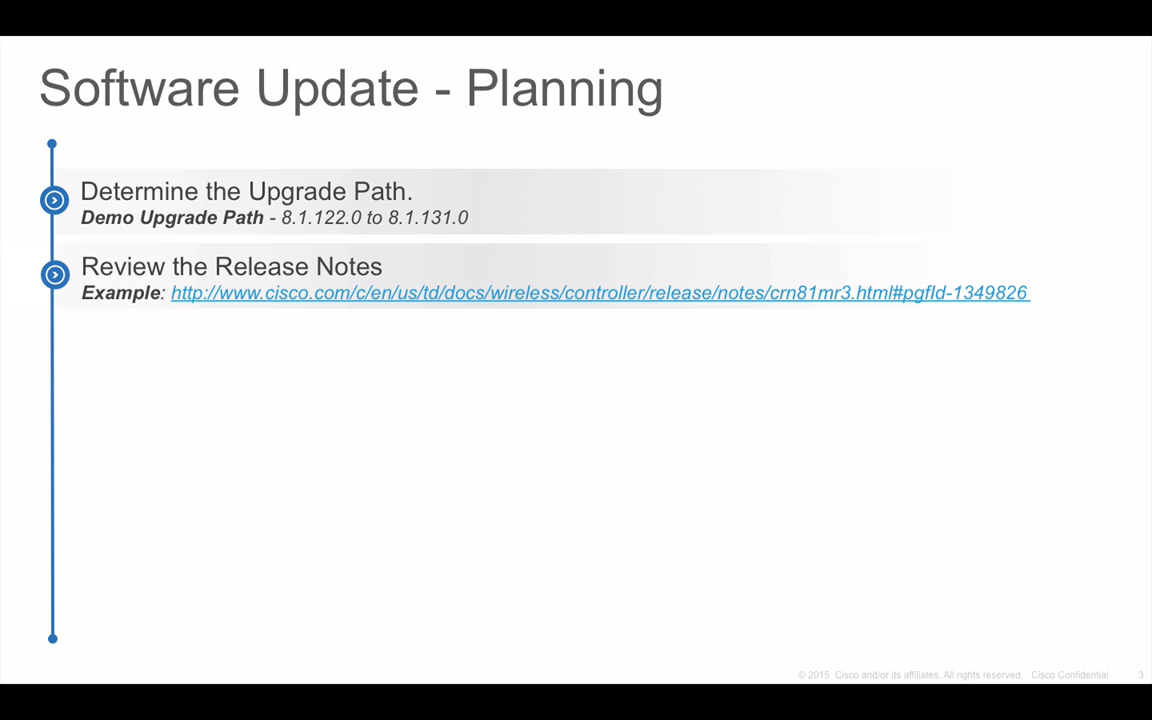 Software Update - Planning
Determine the Upgrade Path.
Demo Upgrade Path - 8.1.122.0 to 8.1.131.0
Review the Release Notes
Example: http://www.cisco.com/c/en/us/td/docs/wireless/controller/release/notes/crn81mr3.html#pgfId-1349826
© 2015 Cisco and/or its affiliates. All rights reserved. Cisco Confidential 3